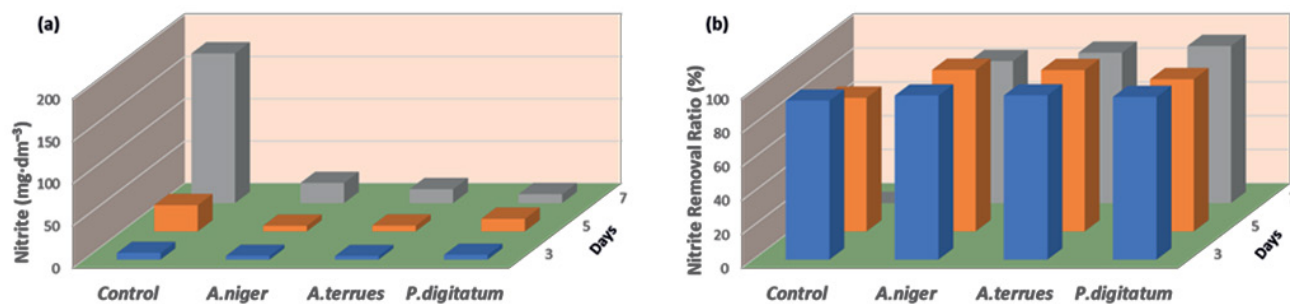 (a)
Nitrite (mg·dm⁻³)
200
150
100
50
0
Control
A.niger
A.terrues
P.digitatum
3
5
7
Days
(b)
Nitrite Removal Ratio (%)
100
80
60
40
20
0
Control
A.niger
A.terrues
P.digitatum
3
5
Days